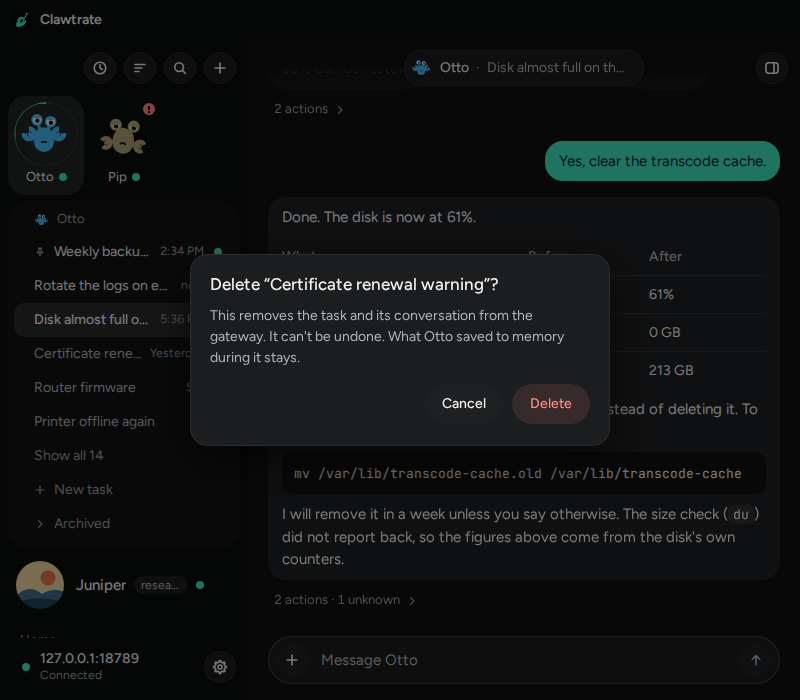 Clawtrate
Otto · Disk almost full on th...
2 actions
Otto
Pip
Yes, clear the transcode cache.
Otto
Weekly backu... 2:34 PM
Rotate the logs on e...
Disk almost full o... 5:36
Certificate rene... Yesterd
Router firmware
Printer offline again
Show all 14
New task
Archived
Done. The disk is now at 61%.
After
61%
0 GB
213 GB
stead of deleting it. To
mv /var/lib/transcode-cache.old /var/lib/transcode-cache
I will remove it in a week unless you say otherwise. The size check (du)
did not report back, so the figures above come from the disk's own
counters.
2 actions · 1 unknown
Delete “Certificate renewal warning”?
This removes the task and its conversation from the
gateway. It can't be undone. What Otto saved to memory
during it stays.
Cancel
Delete
Juniper resea...
127.0.0.1:18789
Connected
Message Otto